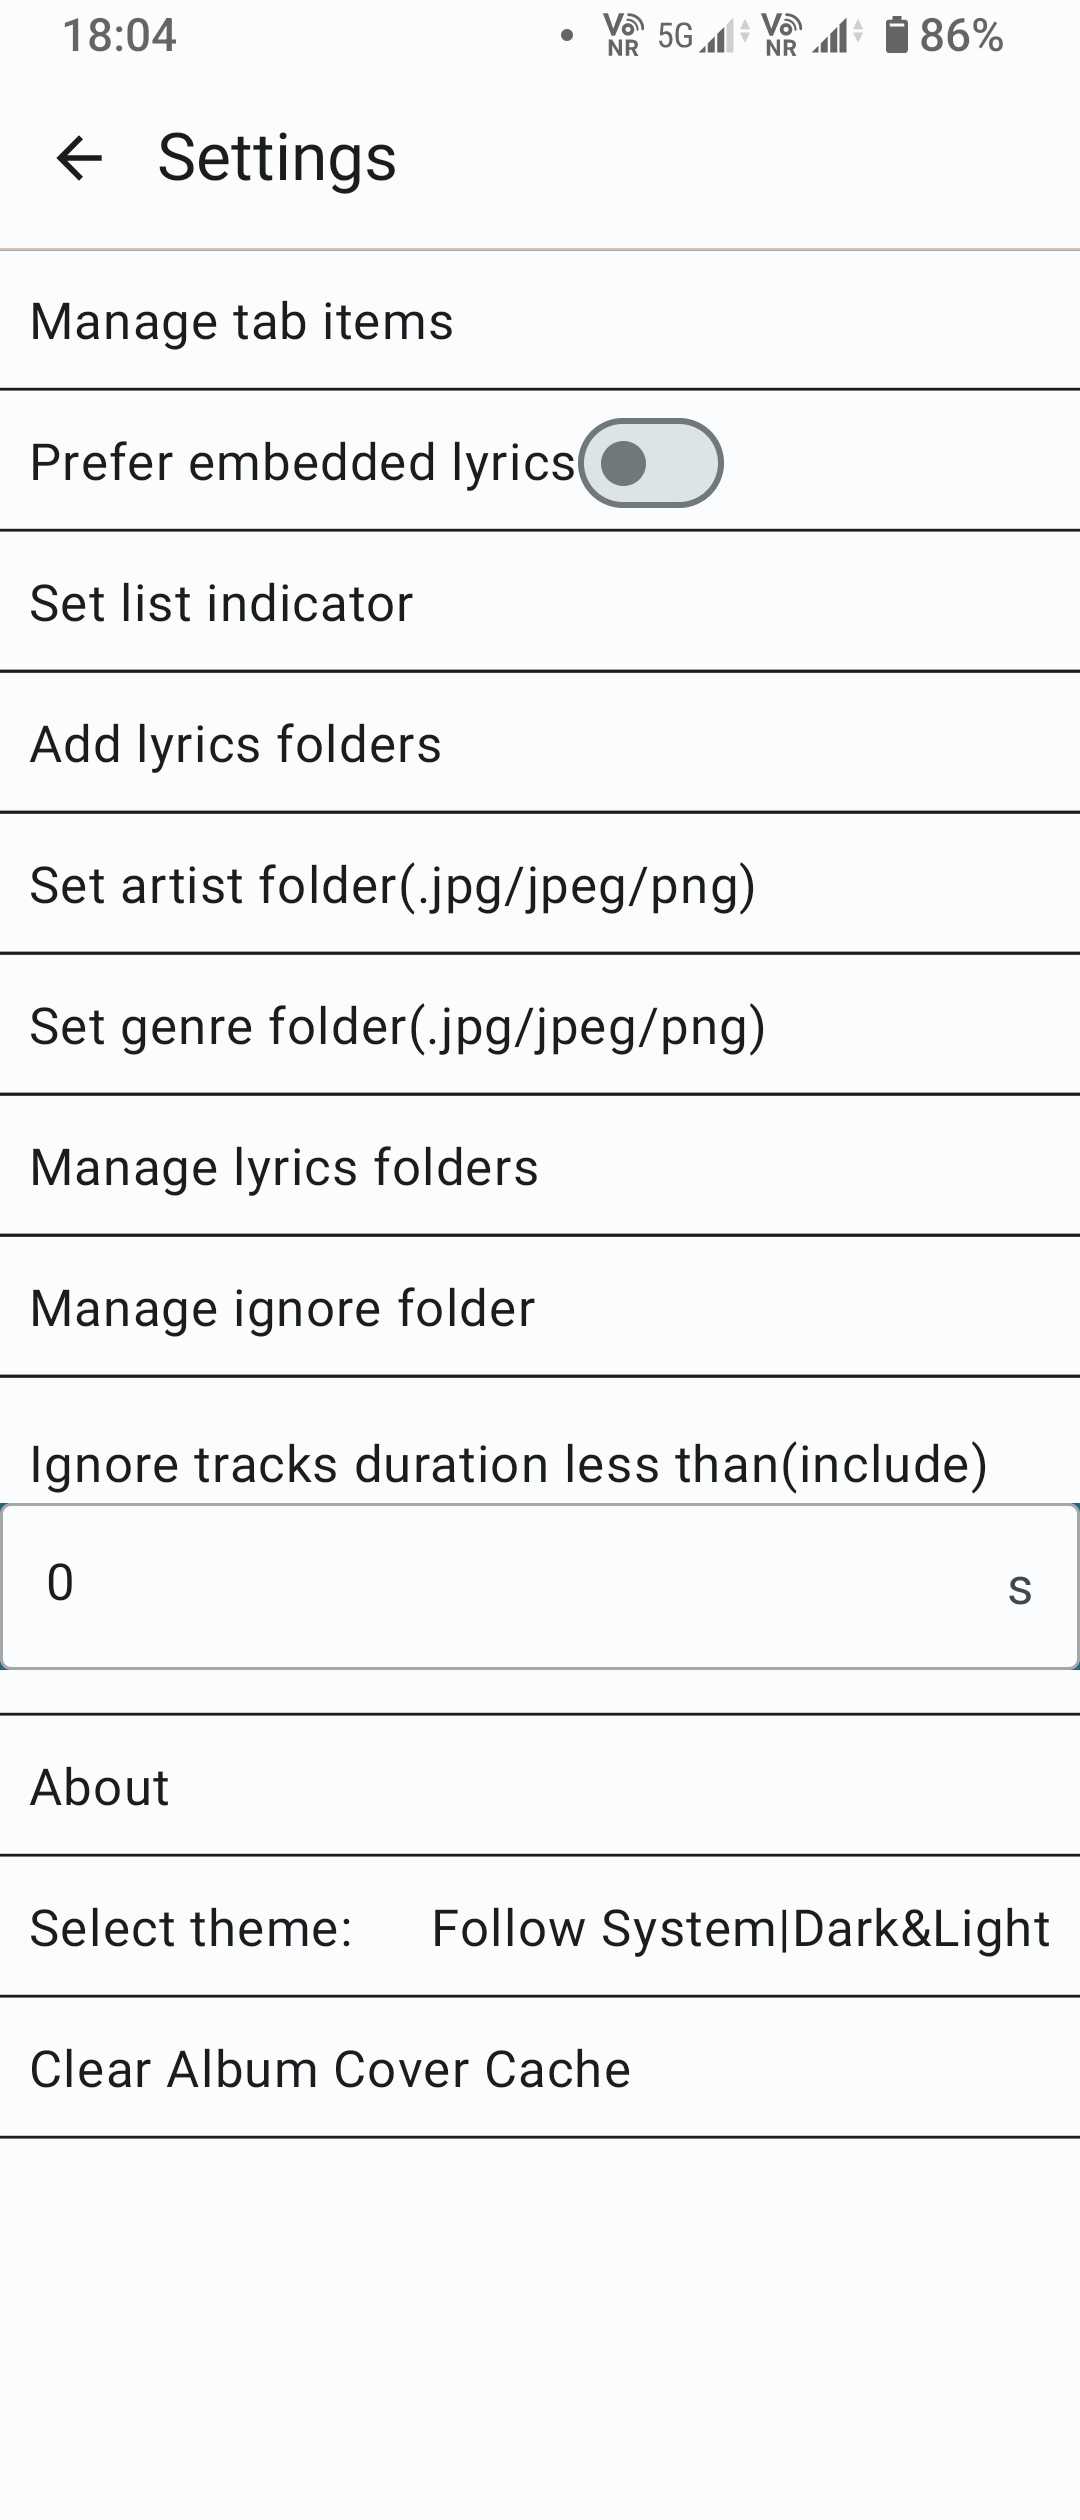 18:04 Vo NR 5G Vo NR 86%
Settings
Manage tab items
Prefer embedded lyrics
Set list indicator
Add lyrics folders
Set artist folder(.jpg/jpeg/png)
Set genre folder(.jpg/jpeg/png)
Manage lyrics folders
Manage ignore folder
Ignore tracks duration less than(include)
0 s
About
Select theme: Follow System|Dark&Light
Clear Album Cover Cache